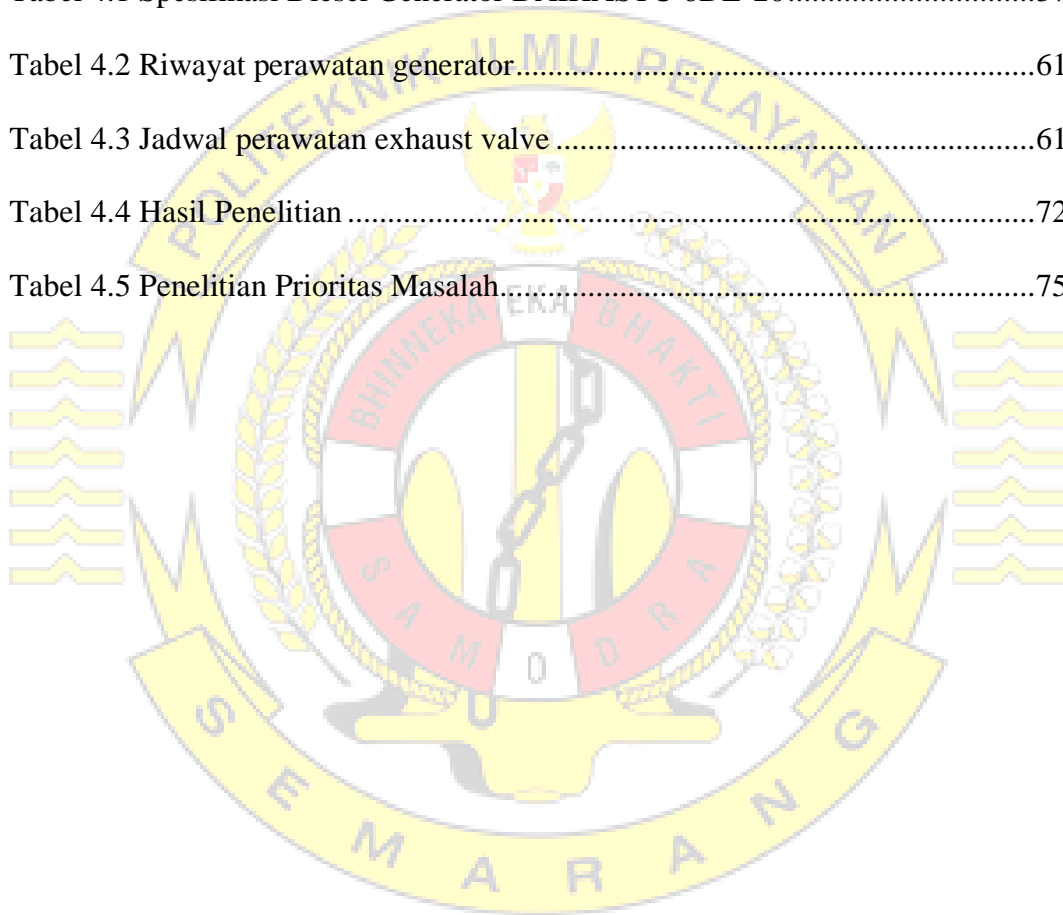 Tabel 4.2 Riwayat perawatan generator.......................................................61
Tabel 4.3 Jadwal perawatan exhaust valve ...................................................61
Tabel 4.4 Hasil Penelitian ..........................................................................72
Tabel 4.5 Penelitian Prioritas Masalah.........................................................75
POLITEKNIK ILMU PELAYARAN
BHINNEKA EKA BHAKTI
SAMODRA
SEMARANG